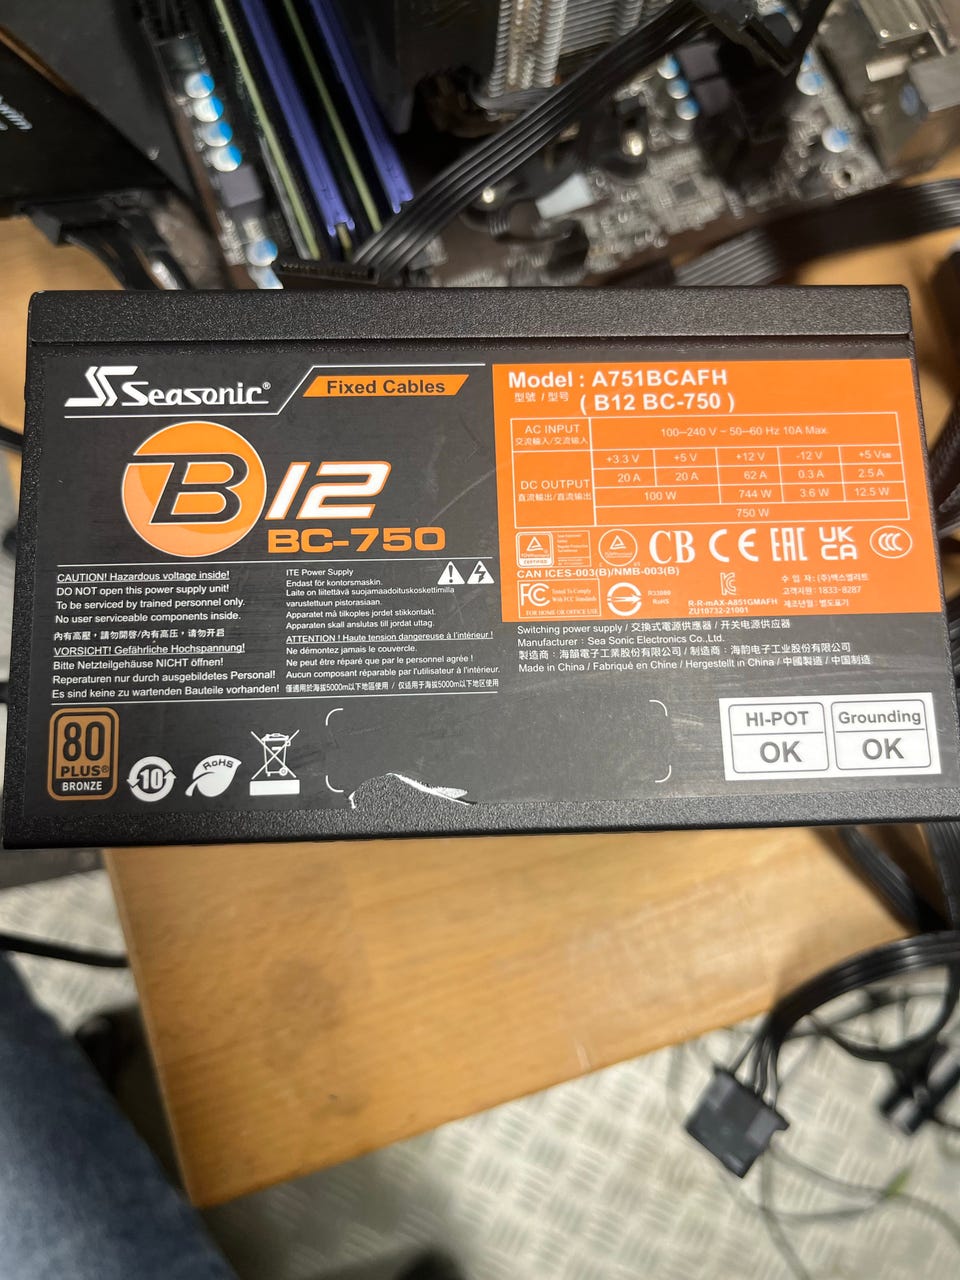 Seasonic®
Fixed Cables
B12
BC-750
Model : A751BCAFH
型號 / 型号
( B12 BC-750 )
AC INPUT
交流輸入/交流输入
100–240 V ~ 50–60 Hz 10A Max.
DC OUTPUT
直流輸出/直流输出
+3.3 V +5 V +12 V -12 V +5 VSB
20 A 20 A 62 A 0.3 A 2.5 A
100 W 744 W 3.6 W 12.5 W
750 W
CAUTION! Hazardous voltage inside!
DO NOT open this power supply unit!
To be serviced by trained personnel only.
No user serviceable components inside.
內有高壓，請勿開啓/内有高压，请勿开启
VORSICHT! Gefährliche Hochspannung!
Bitte Netzteilgehäuse NICHT öffnen!
Reperaturen nur durch ausgebildetes Personal!
Es sind keine zu wartenden Bauteile vorhanden!
ITE Power Supply
Endast för kontorsmaskin.
Laite on liitettävä suojamaadoituskoskettimilla
varustettuun pistorasiaan.
Apparatet må tilkoples jordet stikkontakt.
Apparaten skall anslutas till jordat uttag.
ATTENTION ! Haute tension dangereuse à l'intérieur !
Ne démontez jamais le couvercle.
Ne peut être réparé que par le personnel agrée !
Aucun composant réparable par l'utilisateur à l'intérieur.
僅適用於海拔5000m以下地區使用 / 仅适用于海拔5000m以下地区使用
CB CE EAC UK CA CCC
CAN ICES-003(B)/NMB-003(B)
FC Tested To Comply
With FCC Standards
FOR HOME OR OFFICE USE
R33989
RoHS
R-R-mAX-A851GMAFH
ZU10732-21001
수 입 자 : (주)맥스엘리트
고객지원 : 1833-8287
제조년월 : 별도표기
Switching power supply / 交換式電源供應器 / 开关电源供应器
Manufacturer : Sea Sonic Electronics Co.,Ltd.
製造商 : 海韻電子工業股份有限公司 / 制造商 : 海韵电子工业股份有限公司
Made in China / Fabriqué en Chine / Hergestellt in China / 中國製造 / 中国制造
80
PLUS®
BRONZE
10
RoHS
HI-POT
OK
Grounding
OK